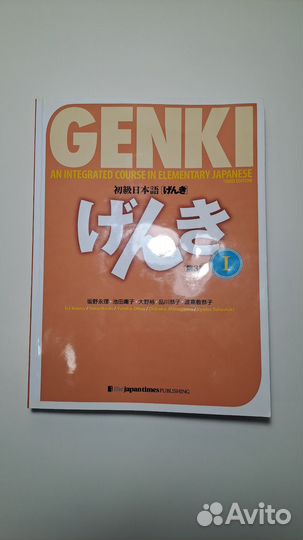 GENKI
AN INTEGRATED COURSE IN ELEMENTARY JAPANESE
THIRD EDITION
初級日本語[げんき]
げんき
I
坂野永理・池田庸子・大野裕・品川恭子・渡嘉敷恭子
the japan times PUBLISHING
Avito